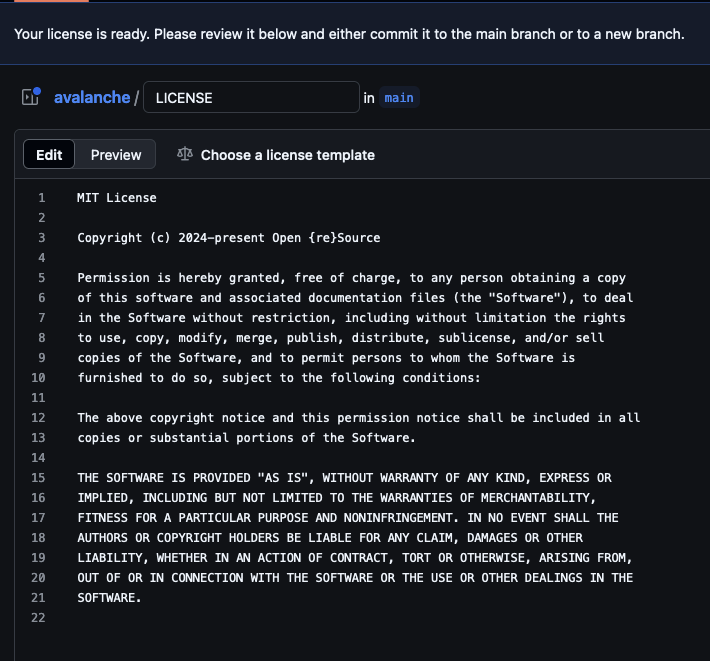 Your license is ready. Please review it below and either commit it to the main branch or to a new branch.
avalanche / LICENSE in main
Edit Preview Choose a license template
1 MIT License
2
3 Copyright (c) 2024-present Open {re}Source
4
5 Permission is hereby granted, free of charge, to any person obtaining a copy
6 of this software and associated documentation files (the "Software"), to deal
7 in the Software without restriction, including without limitation the rights
8 to use, copy, modify, merge, publish, distribute, sublicense, and/or sell
9 copies of the Software, and to permit persons to whom the Software is
10 furnished to do so, subject to the following conditions:
11
12 The above copyright notice and this permission notice shall be included in all
13 copies or substantial portions of the Software.
14
15 THE SOFTWARE IS PROVIDED "AS IS", WITHOUT WARRANTY OF ANY KIND, EXPRESS OR
16 IMPLIED, INCLUDING BUT NOT LIMITED TO THE WARRANTIES OF MERCHANTABILITY,
17 FITNESS FOR A PARTICULAR PURPOSE AND NONINFRINGEMENT. IN NO EVENT SHALL THE
18 AUTHORS OR COPYRIGHT HOLDERS BE LIABLE FOR ANY CLAIM, DAMAGES OR OTHER
19 LIABILITY, WHETHER IN AN ACTION OF CONTRACT, TORT OR OTHERWISE, ARISING FROM,
20 OUT OF OR IN CONNECTION WITH THE SOFTWARE OR THE USE OR OTHER DEALINGS IN THE
21 SOFTWARE.
22